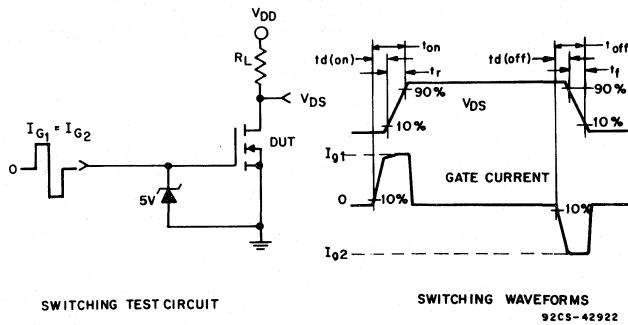 VDD
RL
VDS
IG1 = IG2
DUT
0
5V
SWITCHING TEST CIRCUIT
ton
toff
td(on)
td(off)
tr
tf
90%
VDS
90%
10%
10%
Ig1
GATE CURRENT
0
10%
10%
Ig2
SWITCHING WAVEFORMS
92CS-42922